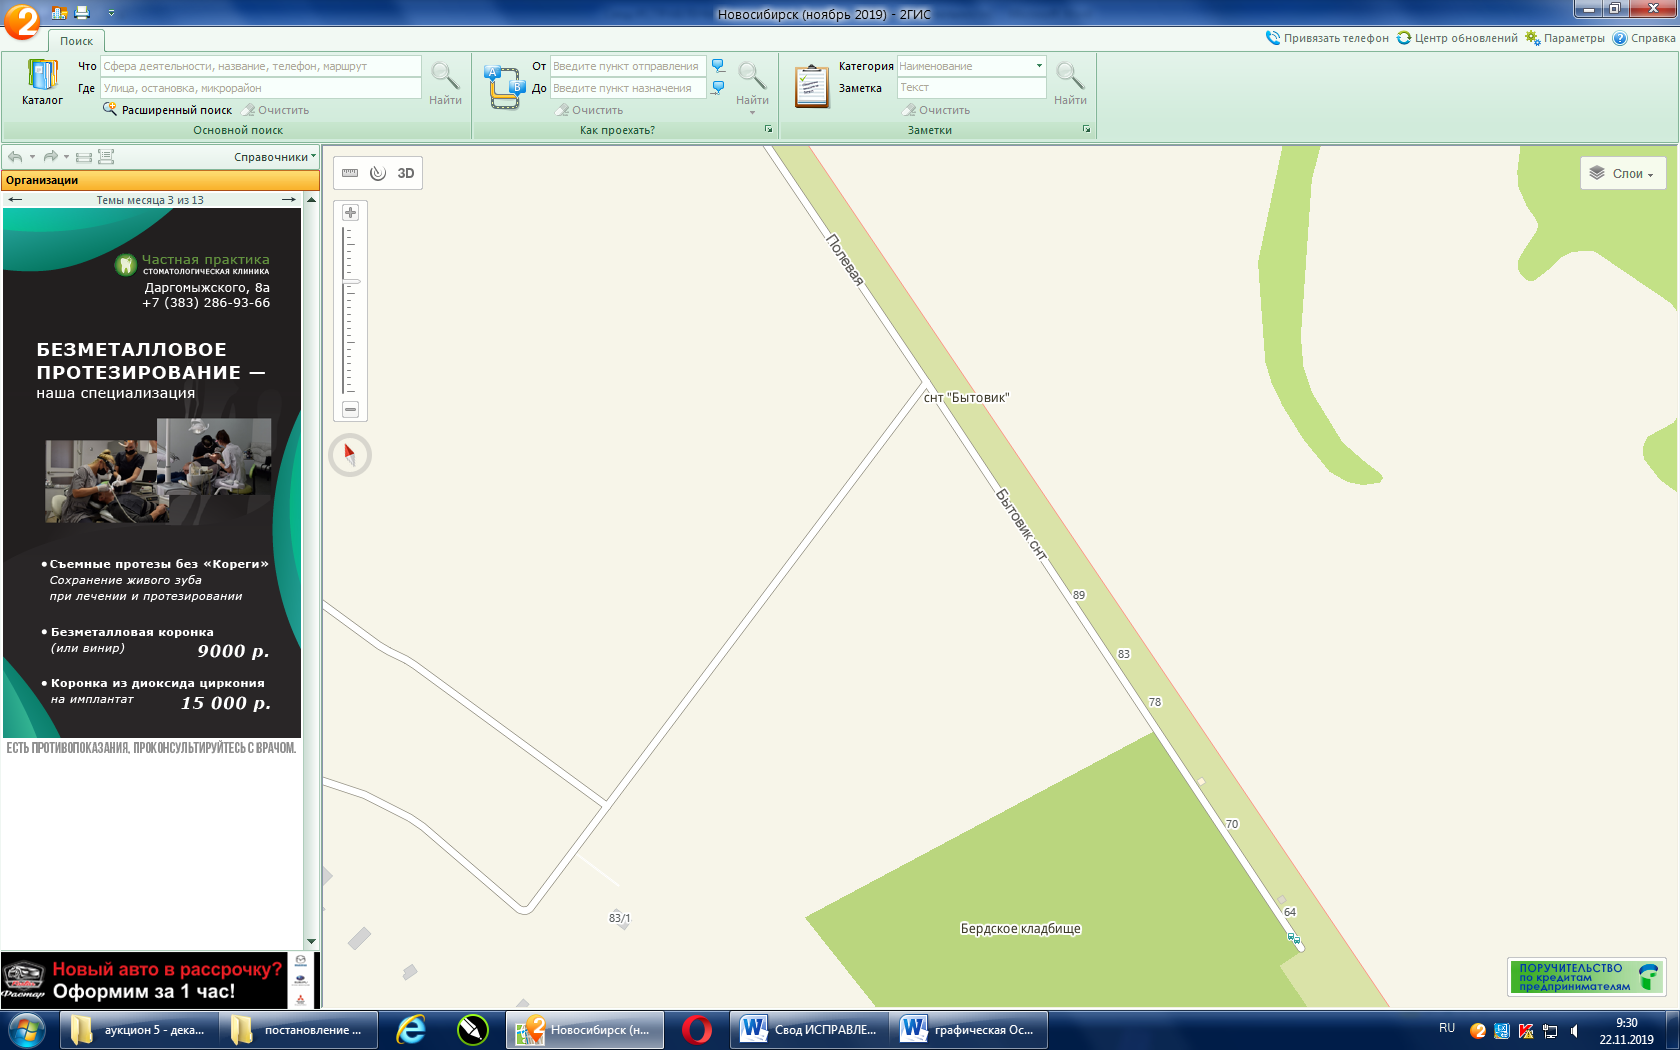 Новосибирск (ноябрь 2019) - 2ГИС
Поиск
Привязать телефон
Центр обновлений
Параметры
Справка
Каталог
Что
Сфера деятельности, название, телефон, маршрут
Где
Улица, остановка, микрорайон
Найти
Расширенный поиск
Очистить
Основной поиск
A
B
От
Введите пункт отправления
До
Введите пункт назначения
Найти
Очистить
Как проехать?
Категория
Наименование
Заметка
Текст
Найти
Очистить
Заметки
Справочники
Организации
Темы месяца 3 из 13
Частная практика
СТОМАТОЛОГИЧЕСКАЯ КЛИНИКА
Даргомыжского, 8а
+7 (383) 286-93-66
БЕЗМЕТАЛЛОВОЕ
ПРОТЕЗИРОВАНИЕ —
наша специализация
• Съемные протезы без «Кореги»
Сохранение живого зуба
при лечении и протезировании
• Безметалловая коронка
(или винир)
9000 р.
• Коронка из диоксида циркония
на имплантат
15 000 р.
ЕСТЬ ПРОТИВОПОКАЗАНИЯ, ПРОКОНСУЛЬТИРУЙТЕСЬ С ВРАЧОМ.
Фастар
Новый авто в рассрочку?
Оформим за 1 час!
3D
Слои
Полевая
снт "Бытовик"
Бытовик снт
89
83
78
70
64
83/1
Бердское кладбище
ПОРУЧИТЕЛЬСТВО
по кредитам
предпринимателям
аукцион 5 - дека...
постановление ...
Новосибирск (н...
Свод ИСПРАВЛЕ...
графическая Ос...
RU
9:30
22.11.2019